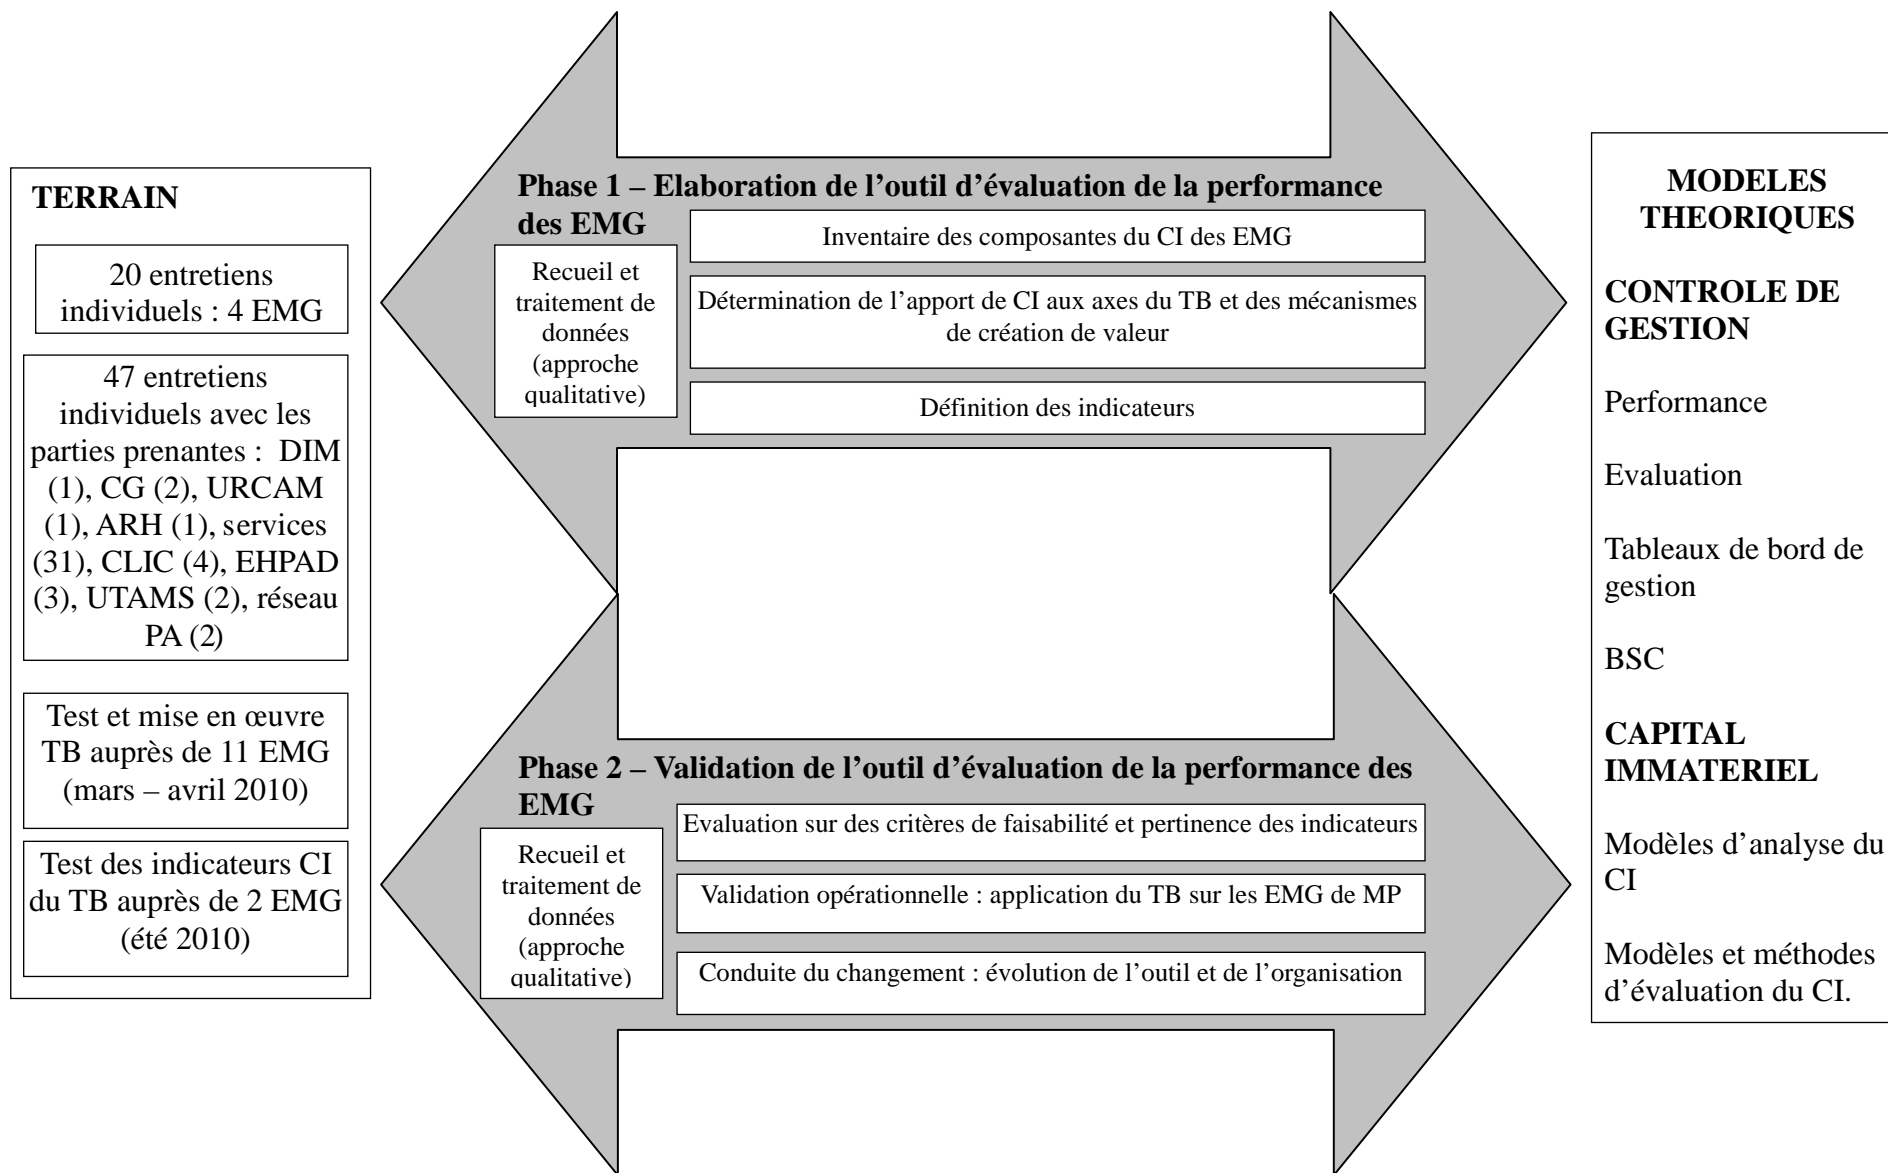 TERRAIN
20 entretiens
individuels : 4 EMG
47 entretiens
individuels avec les
parties prenantes : DIM
(1), CG (2), URCAM
(1), ARH (1), services
(31), CLIC (4), EHPAD
(3), UTAMS (2), réseau
PA (2)
Test et mise en œuvre
TB auprès de 11 EMG
(mars – avril 2010)
Test des indicateurs CI
du TB auprès de 2 EMG
(été 2010)
Phase 1 – Elaboration de l’outil d’évaluation de la performance
des EMG
Recueil et
traitement de
données
(approche
qualitative)
Inventaire des composantes du CI des EMG
Détermination de l’apport de CI aux axes du TB et des mécanismes
de création de valeur
Définition des indicateurs
Phase 2 – Validation de l’outil d’évaluation de la performance des
EMG
Recueil et
traitement de
données
(approche
qualitative)
Evaluation sur des critères de faisabilité et pertinence des indicateurs
Validation opérationnelle : application du TB sur les EMG de MP
Conduite du changement : évolution de l’outil et de l’organisation
MODELES
THEORIQUES
CONTROLE DE
GESTION
Performance
Evaluation
Tableaux de bord de
gestion
BSC
CAPITAL
IMMATERIEL
Modèles d’analyse du
CI
Modèles et méthodes
d’évaluation du CI.